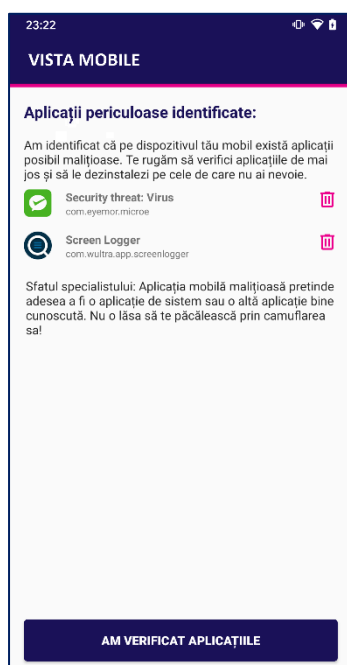 23:22
VISTA MOBILE
Aplicații periculoase identificate:
Am identificat că pe dispozitivul tău mobil există aplicații
posibil malițioase. Te rugăm să verifici aplicațiile de mai
jos și să le dezinstalezi pe cele de care nu ai nevoie.
Security threat: Virus
com.eyemor.microe
Screen Logger
com.wultra.app.screenlogger
Sfatul specialistului: Aplicația mobilă malițioasă pretinde
adesea a fi o aplicație de sistem sau o altă aplicație bine
cunoscută. Nu o lăsa să te păcălească prin camuflarea
sa!
AM VERIFICAT APLICAȚIILE